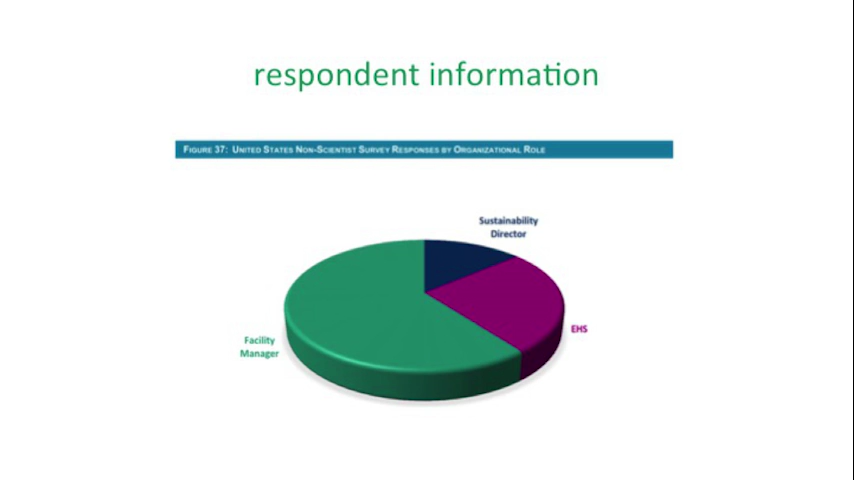 respondent information
FIGURE 37: UNITED STATES NON-SCIENTIST SURVEY RESPONSES BY ORGANIZATIONAL ROLE
Sustainability
Director
EHS
Facility
Manager